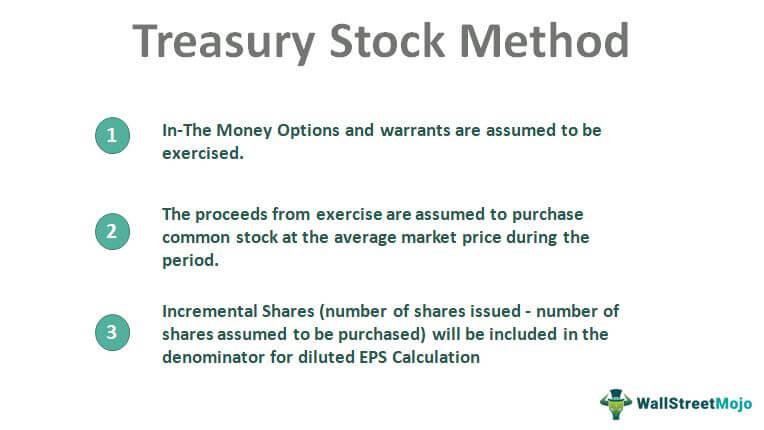 Treasury Stock Method
1
In-The Money Options and warrants are assumed to be
exercised.
2
The proceeds from exercise are assumed to purchase
common stock at the average market price during the
period.
3
Incremental Shares (number of shares issued - number of
shares assumed to be purchased) will be included in the
denominator for diluted EPS Calculation
WallStreetMojo